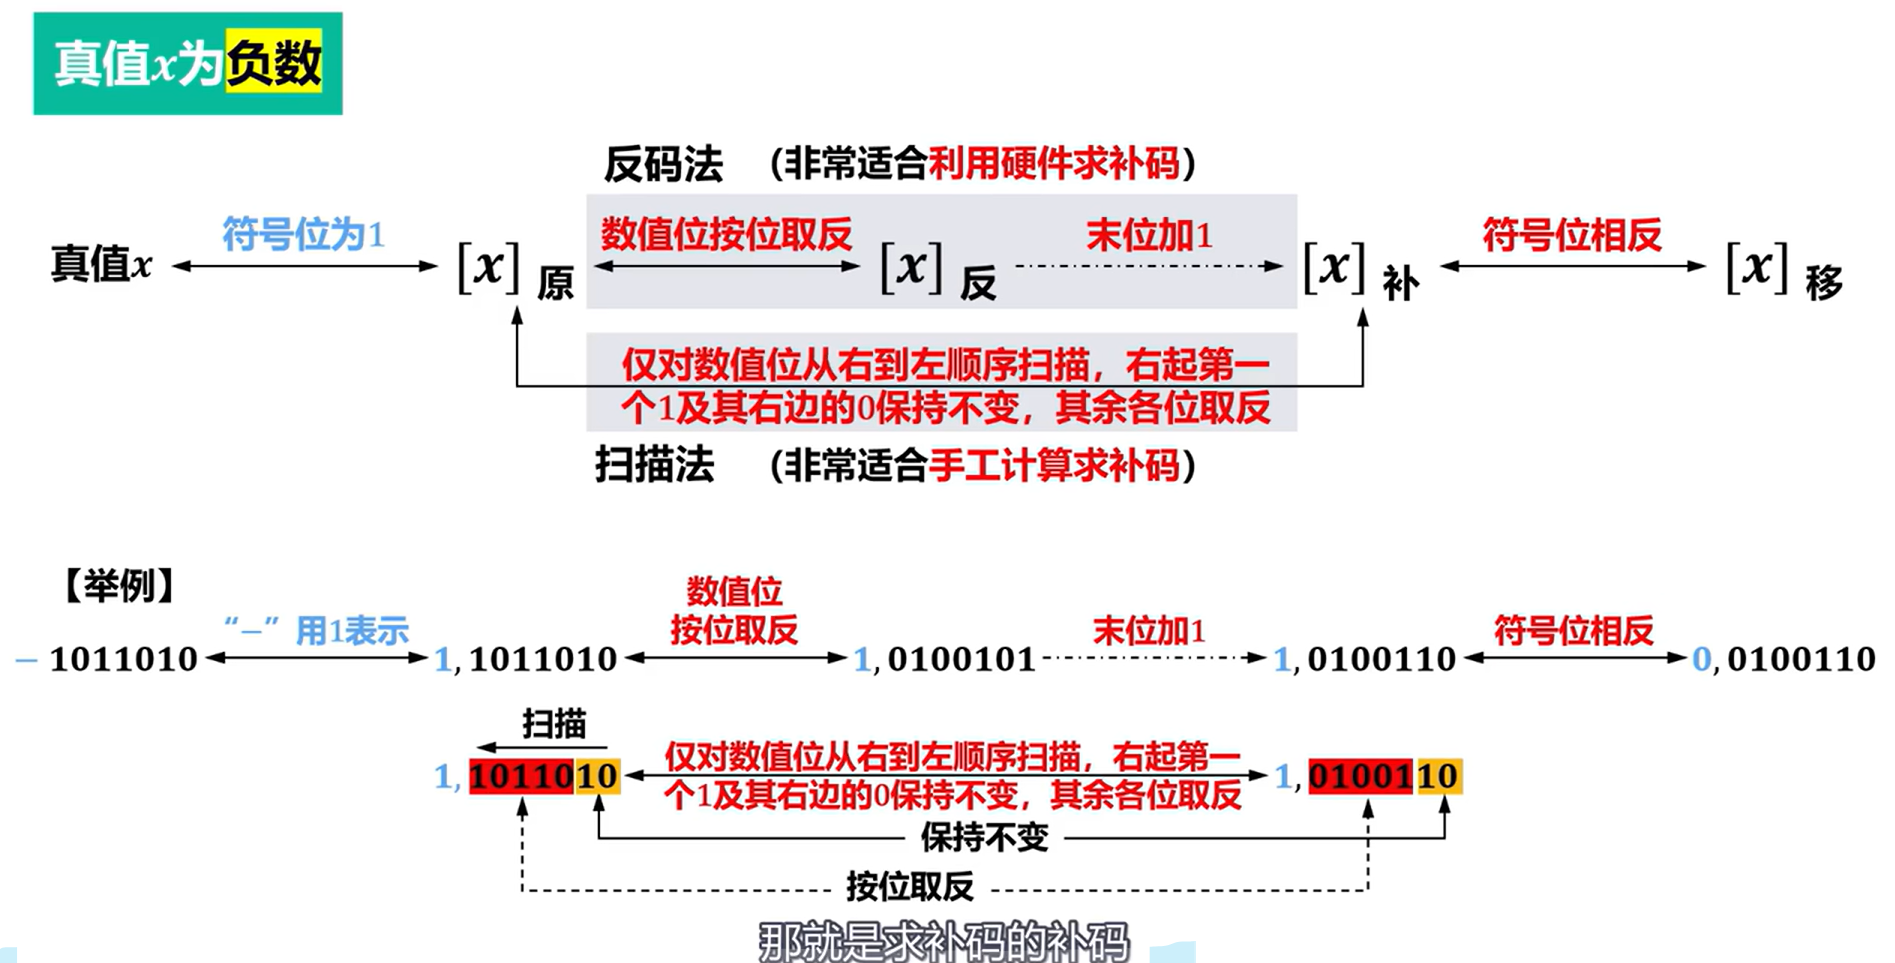 真值x为负数
反码法 (非常适合利用硬件求补码)
真值x 符号位为1 [x]原 数值位按位取反 [x]反 末位加1 [x]补 符号位相反 [x]移
仅对数值位从右到左顺序扫描，右起第一
个1及其右边的0保持不变，其余各位取反
扫描法 (非常适合手工计算求补码)
【举例】
数值位
“−”用1表示 按位取反 末位加1 符号位相反
− 1011010 1,1011010 1,0100101 1,0100110 0,0100110
扫描
仅对数值位从右到左顺序扫描，右起第一
1,1011010 1,0100110
个1及其右边的0保持不变，其余各位取反
保持不变
按位取反
那就是求补码的补码